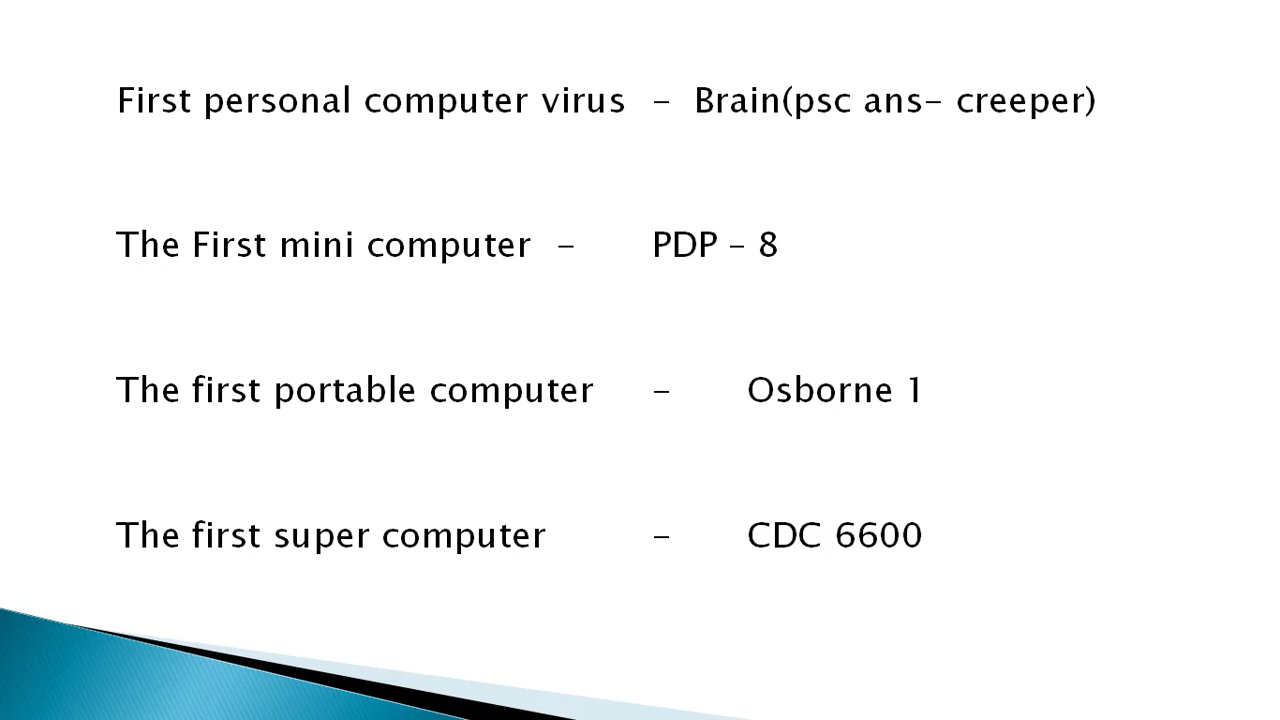 First personal computer virus - Brain(psc ans- creeper)
The First mini computer - PDP – 8
The first portable computer - Osborne 1
The first super computer - CDC 6600